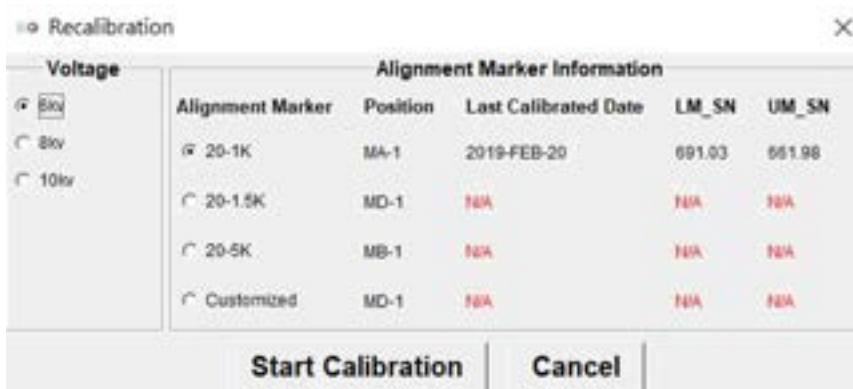 Recalibration
Voltage
Alignment Marker Information
6kv
8kv
10kv
Alignment Marker Position Last Calibrated Date LM_SN UM_SN
20-1K MA-1 2019-FEB-20 691.03 661.98
20-1.5K MD-1 N/A N/A N/A
20-5K MB-1 N/A N/A N/A
Customized MD-1 N/A N/A N/A
Start Calibration Cancel